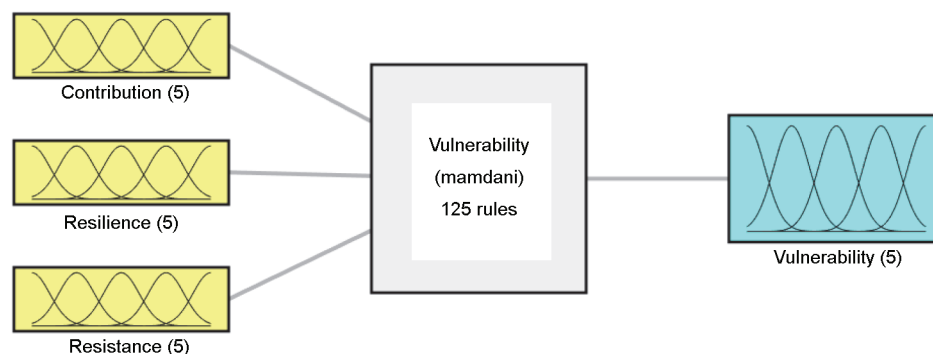 Contribution (5)
Resilience (5)
Resistance (5)
Vulnerability
(mamdani)
125 rules
Vulnerability (5)